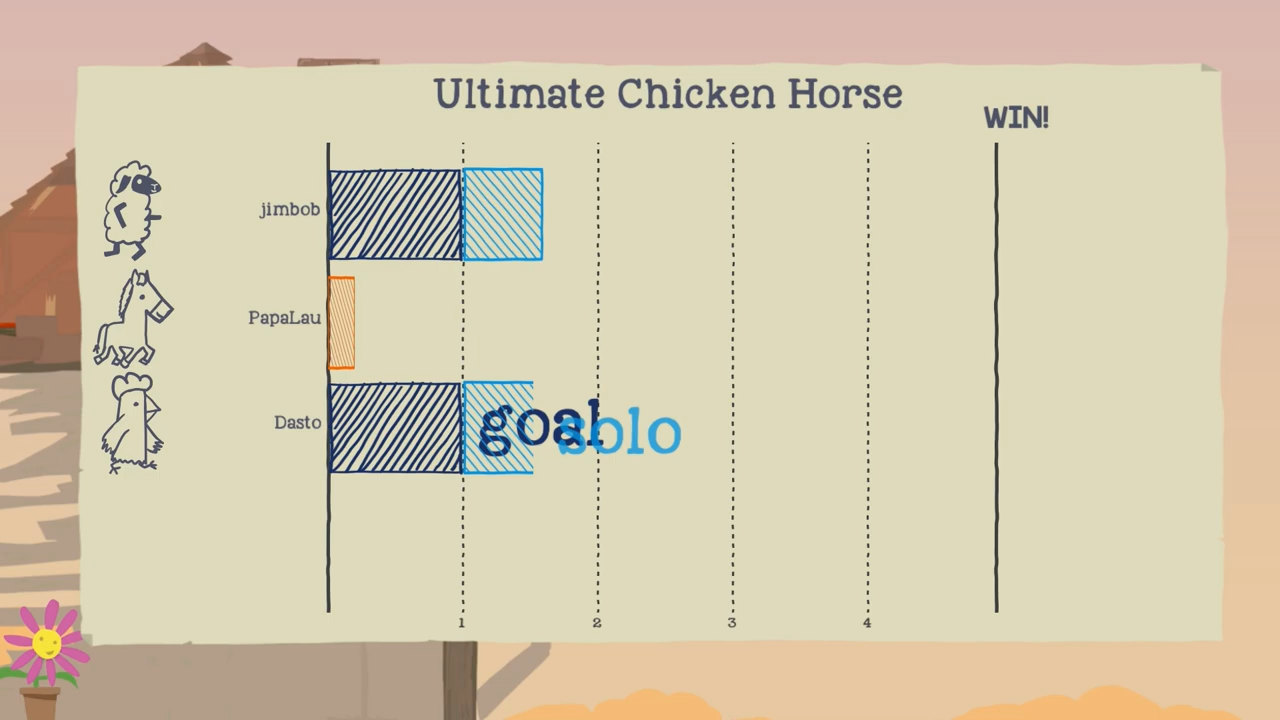 Ultimate Chicken Horse
WIN!
jimbob
PapaLau
Dasto
goal
solo
1 2 3 4